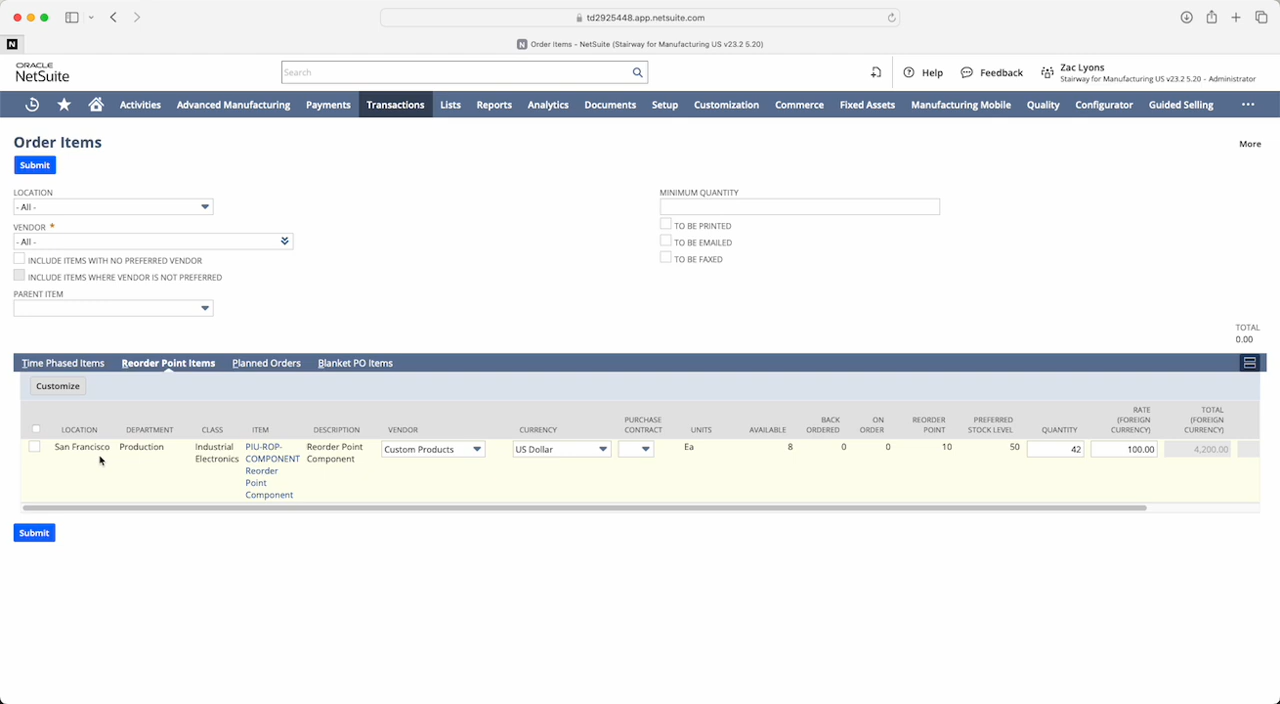 td2925448.app.netsuite.com
N
N Order Items - NetSuite (Stairway for Manufacturing US v23.2 5.20)
ORACLE
NetSuite
Search
Help
Feedback
Zac Lyons
Stairway for Manufacturing US v23.2 5.20 - Administrator
Activities Advanced Manufacturing Payments Transactions Lists Reports Analytics Documents Setup Customization Commerce Fixed Assets Manufacturing Mobile Quality Configurator Guided Selling
Order Items
More
Submit
LOCATION
- All -
VENDOR *
- All -
INCLUDE ITEMS WITH NO PREFERRED VENDOR
INCLUDE ITEMS WHERE VENDOR IS NOT PREFERRED
PARENT ITEM
MINIMUM QUANTITY
TO BE PRINTED
TO BE EMAILED
TO BE FAXED
TOTAL
0.00
Time Phased Items Reorder Point Items Planned Orders Blanket PO Items
Customize
LOCATION DEPARTMENT CLASS ITEM DESCRIPTION VENDOR CURRENCY PURCHASE CONTRACT UNITS AVAILABLE BACK ORDERED ON ORDER REORDER POINT PREFERRED STOCK LEVEL QUANTITY RATE (FOREIGN CURRENCY) TOTAL (FOREIGN CURRENCY)
San Francisco Production Industrial Electronics PIU-ROP-COMPONENT Reorder Point Component Reorder Point Component Custom Products US Dollar Ea 8 0 0 10 50 42 100.00 4,200.00
Submit